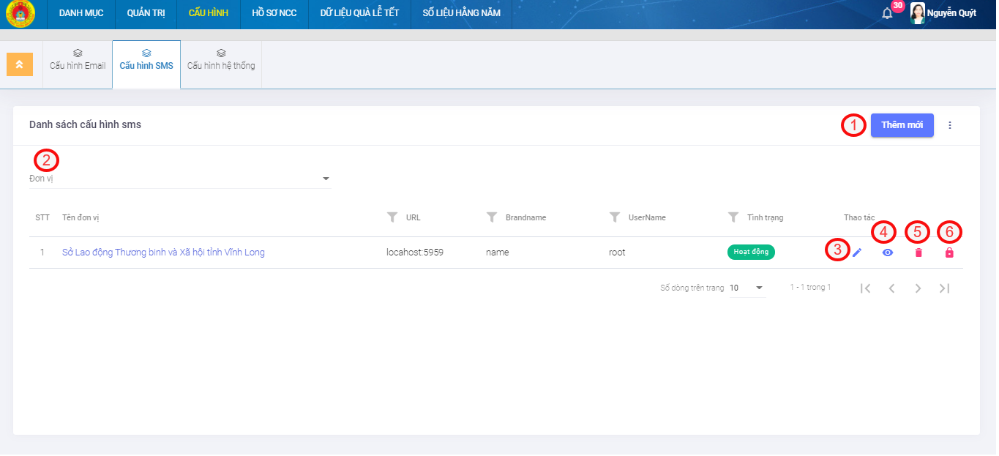 DANH MỤC QUẢN TRỊ CẤU HÌNH HỒ SƠ NCC DỮ LIỆU QUÀ LỄ TẾT SỐ LIỆU HẰNG NĂM 30 Nguyễn Quýt
Cấu hình Email Cấu hình SMS Cấu hình hệ thống
Danh sách cấu hình sms 1 Thêm mới
2
Đơn vị
STT Tên đơn vị URL Brandname UserName Tình trạng Thao tác
4 5 6
1 Sở Lao động Thương binh và Xã hội tỉnh Vĩnh Long locahost:5959 name root Hoạt động 3
Số dòng trên trang 10 1 - 1 trong 1